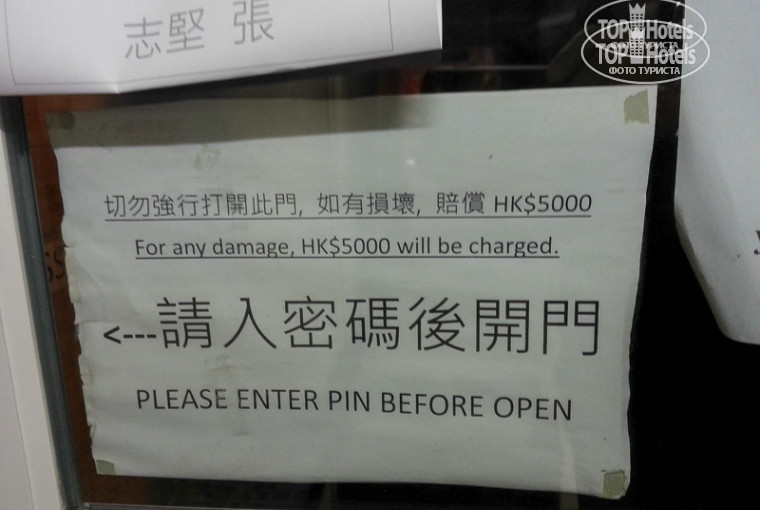 志堅 張
TOPHotels
ФОТО ТУРИСТА
TOPHotels
ФОТО ТУРИСТА
切勿強行打開此門, 如有損壞, 賠償 HK$5000
For any damage, HK$5000 will be charged.
<---請入密碼後開門
PLEASE ENTER PIN BEFORE OPEN